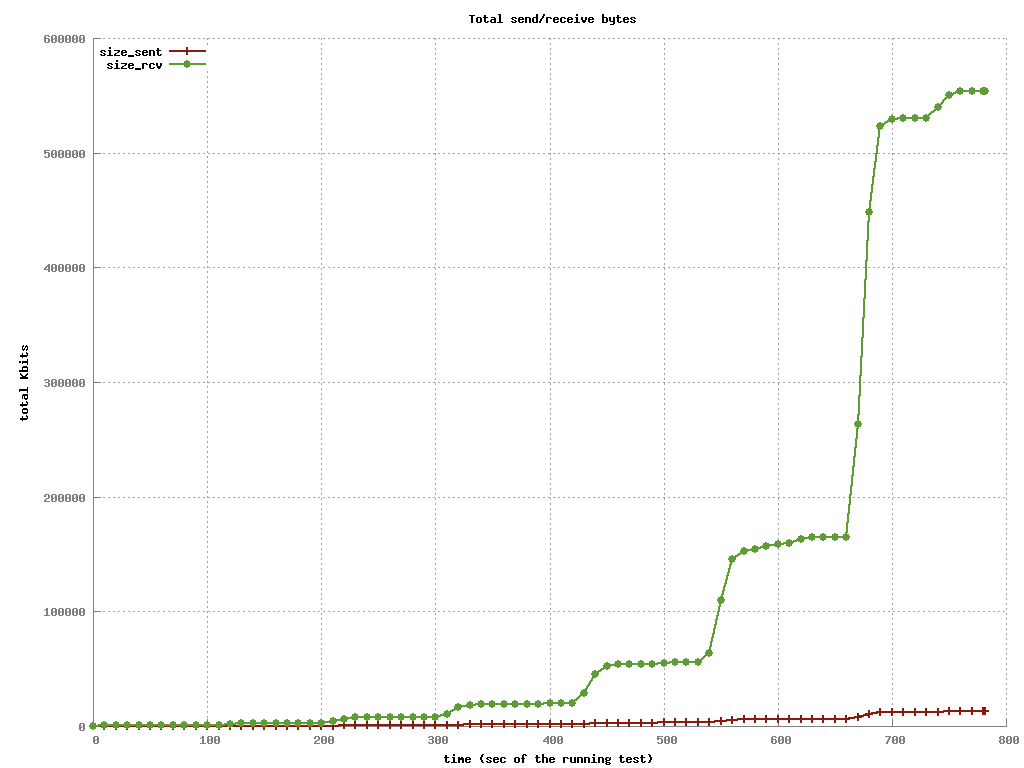 Total send/receive bytes
600000
size_sent
size_rcv
500000
400000
300000
200000
100000
0
total Kbits
0 100 200 300 400 500 600 700 800
time (sec of the running test)